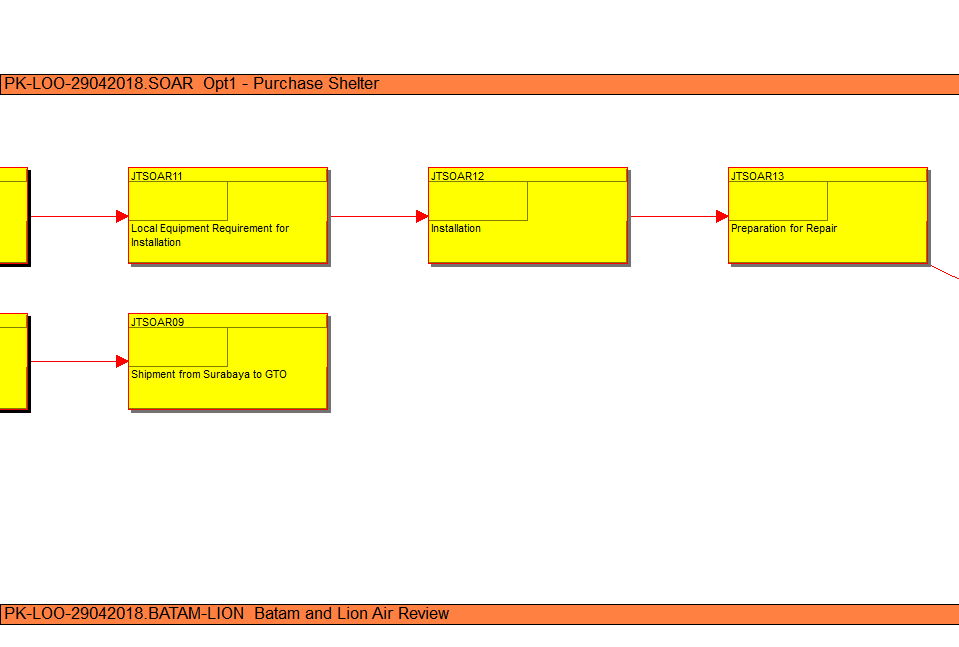 PK-LOO-29042018.SOAR  Opt1 - Purchase Shelter
JTSOAR11
Local Equipment Requirement for
Installation
JTSOAR12
Installation
JTSOAR13
Preparation for Repair
JTSOAR09
Shipment from Surabaya to GTO
PK-LOO-29042018.BATAM-LION  Batam and Lion Air Review